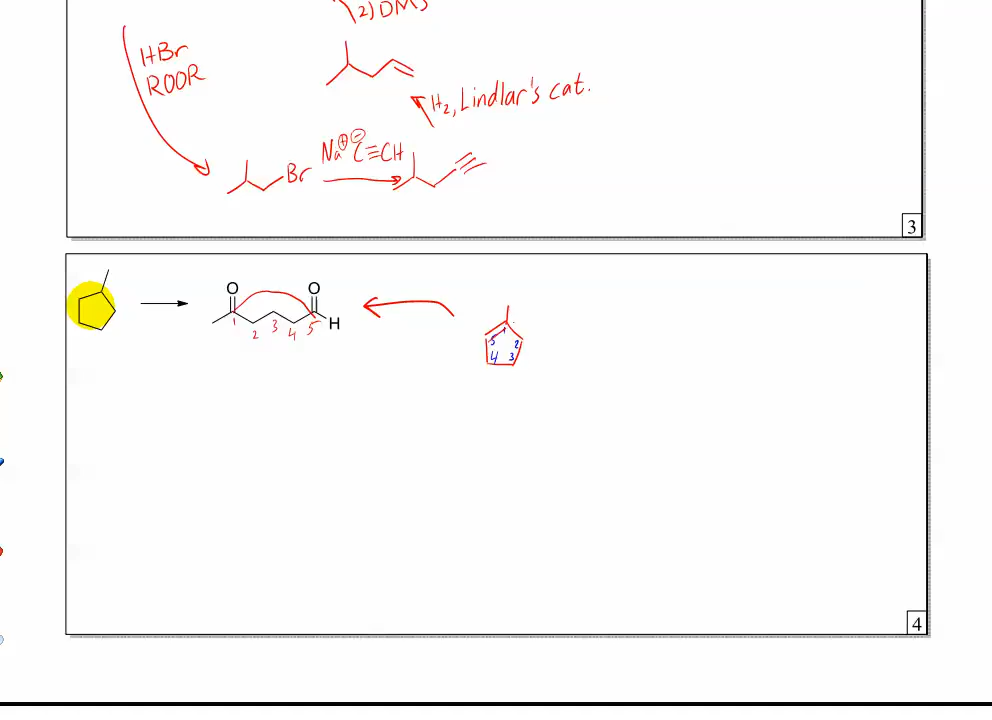 2) DMS
HBr
ROOR
H2, Lindlar's cat.
Na⊕ ⊖C≡CH
Br
3
O O
H
1 2 3 4 5
1 2 3 4 5
4